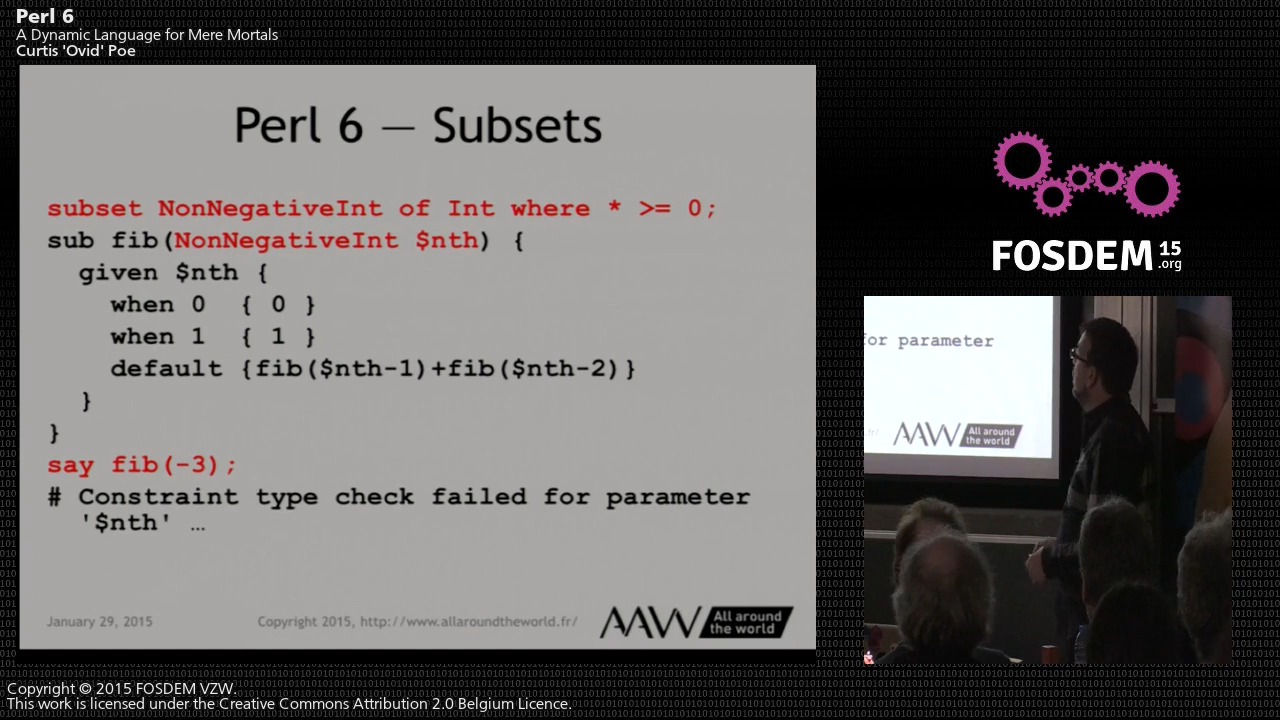 Perl 6
A Dynamic Language for Mere Mortals
Curtis 'Ovid' Poe
Perl 6 — Subsets
subset NonNegativeInt of Int where * >= 0;
sub fib(NonNegativeInt $nth) {
given $nth {
when 0 { 0 }
when 1 { 1 }
default {fib($nth-1)+fib($nth-2)}
}
}
say fib(-3);
# Constraint type check failed for parameter
'$nth' …
January 29, 2015
Copyright 2015, http://www.allaroundtheworld.fr/
AAW All around
the world
FOSDEM 15
.org
or parameter
AAW All around
the world
Copyright © 2015 FOSDEM VZW.
This work is licensed under the Creative Commons Attribution 2.0 Belgium Licence.